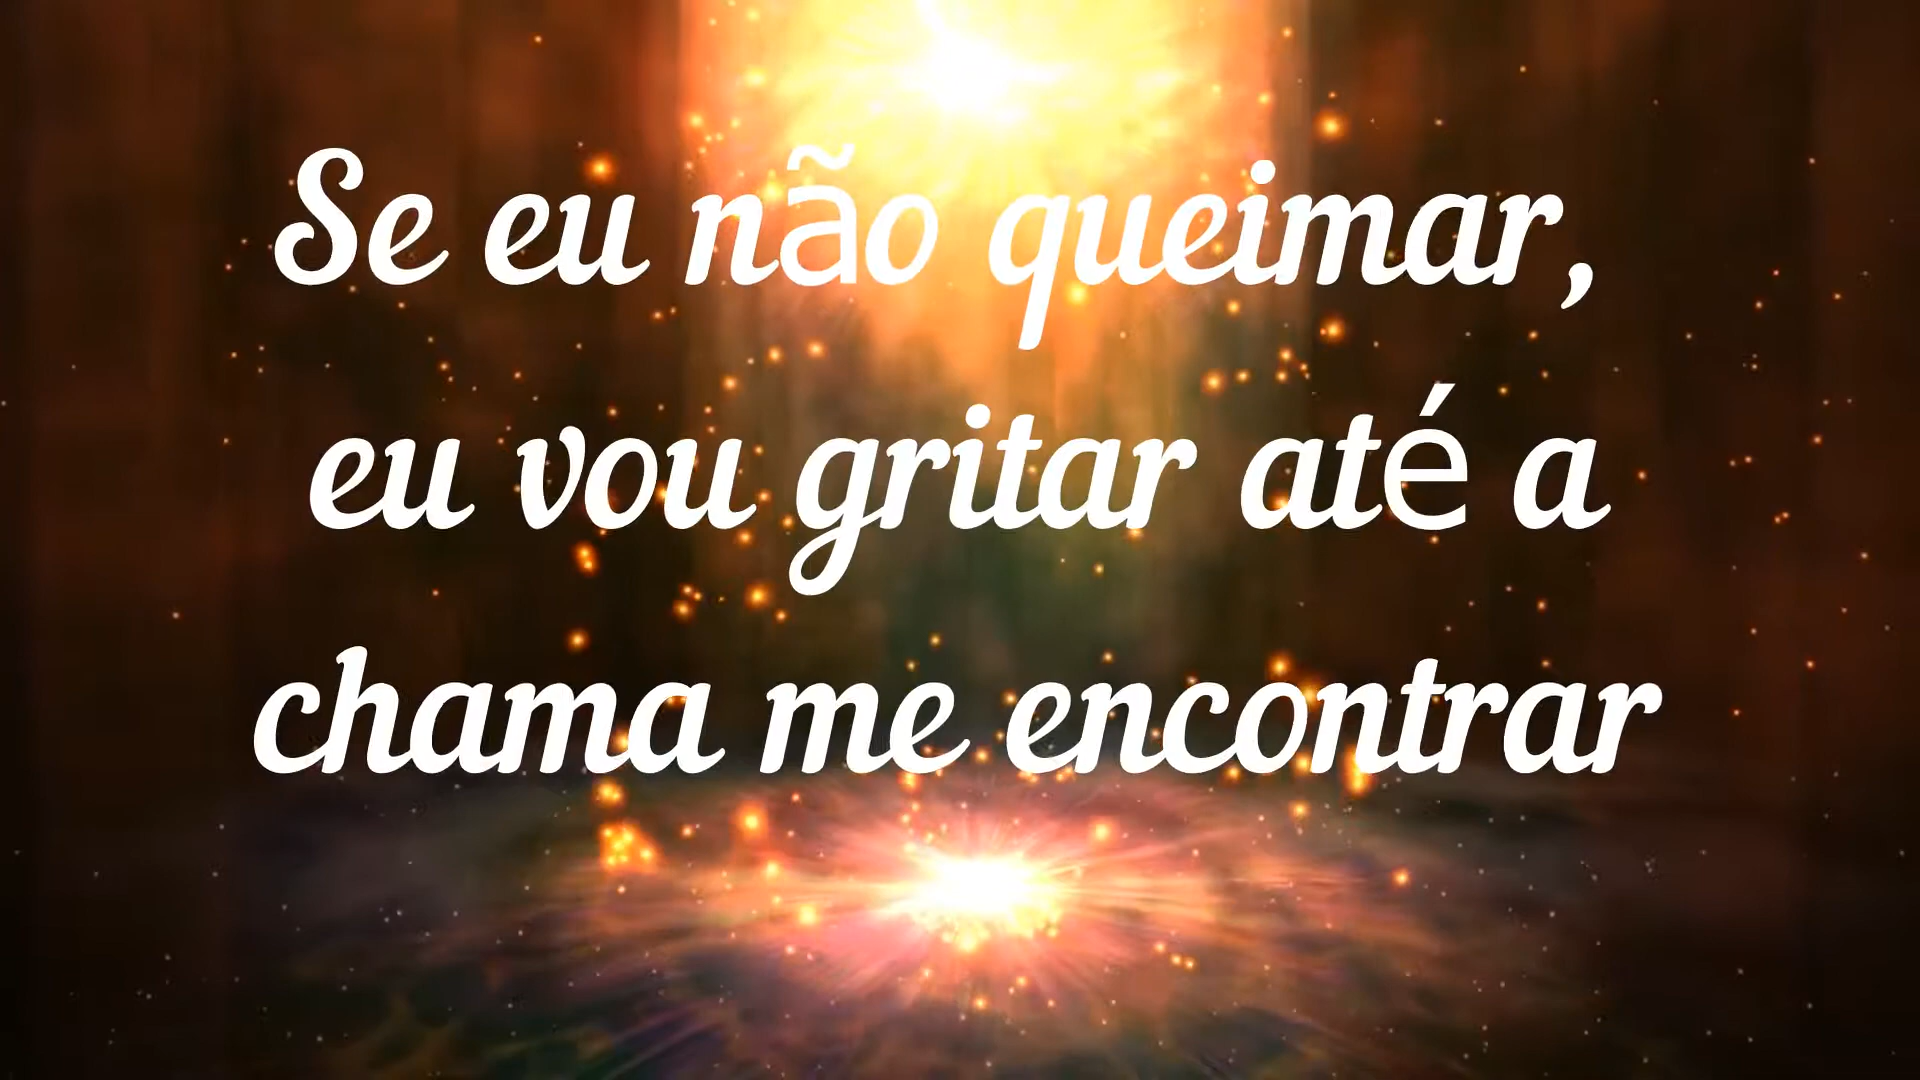 Se eu não queimar,
eu vou gritar até a
chama me encontrar